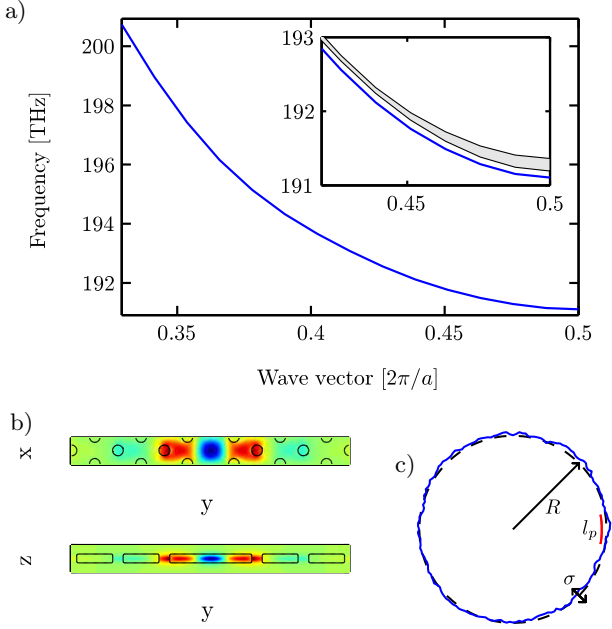 a)
193
192
191
0.45
0.5
200
198
196
194
192
Frequency [THz]
0.35
0.4
0.45
0.5
Wave vector [2π/a]
b)
x
y
z
y
c)
R
l_p
σ